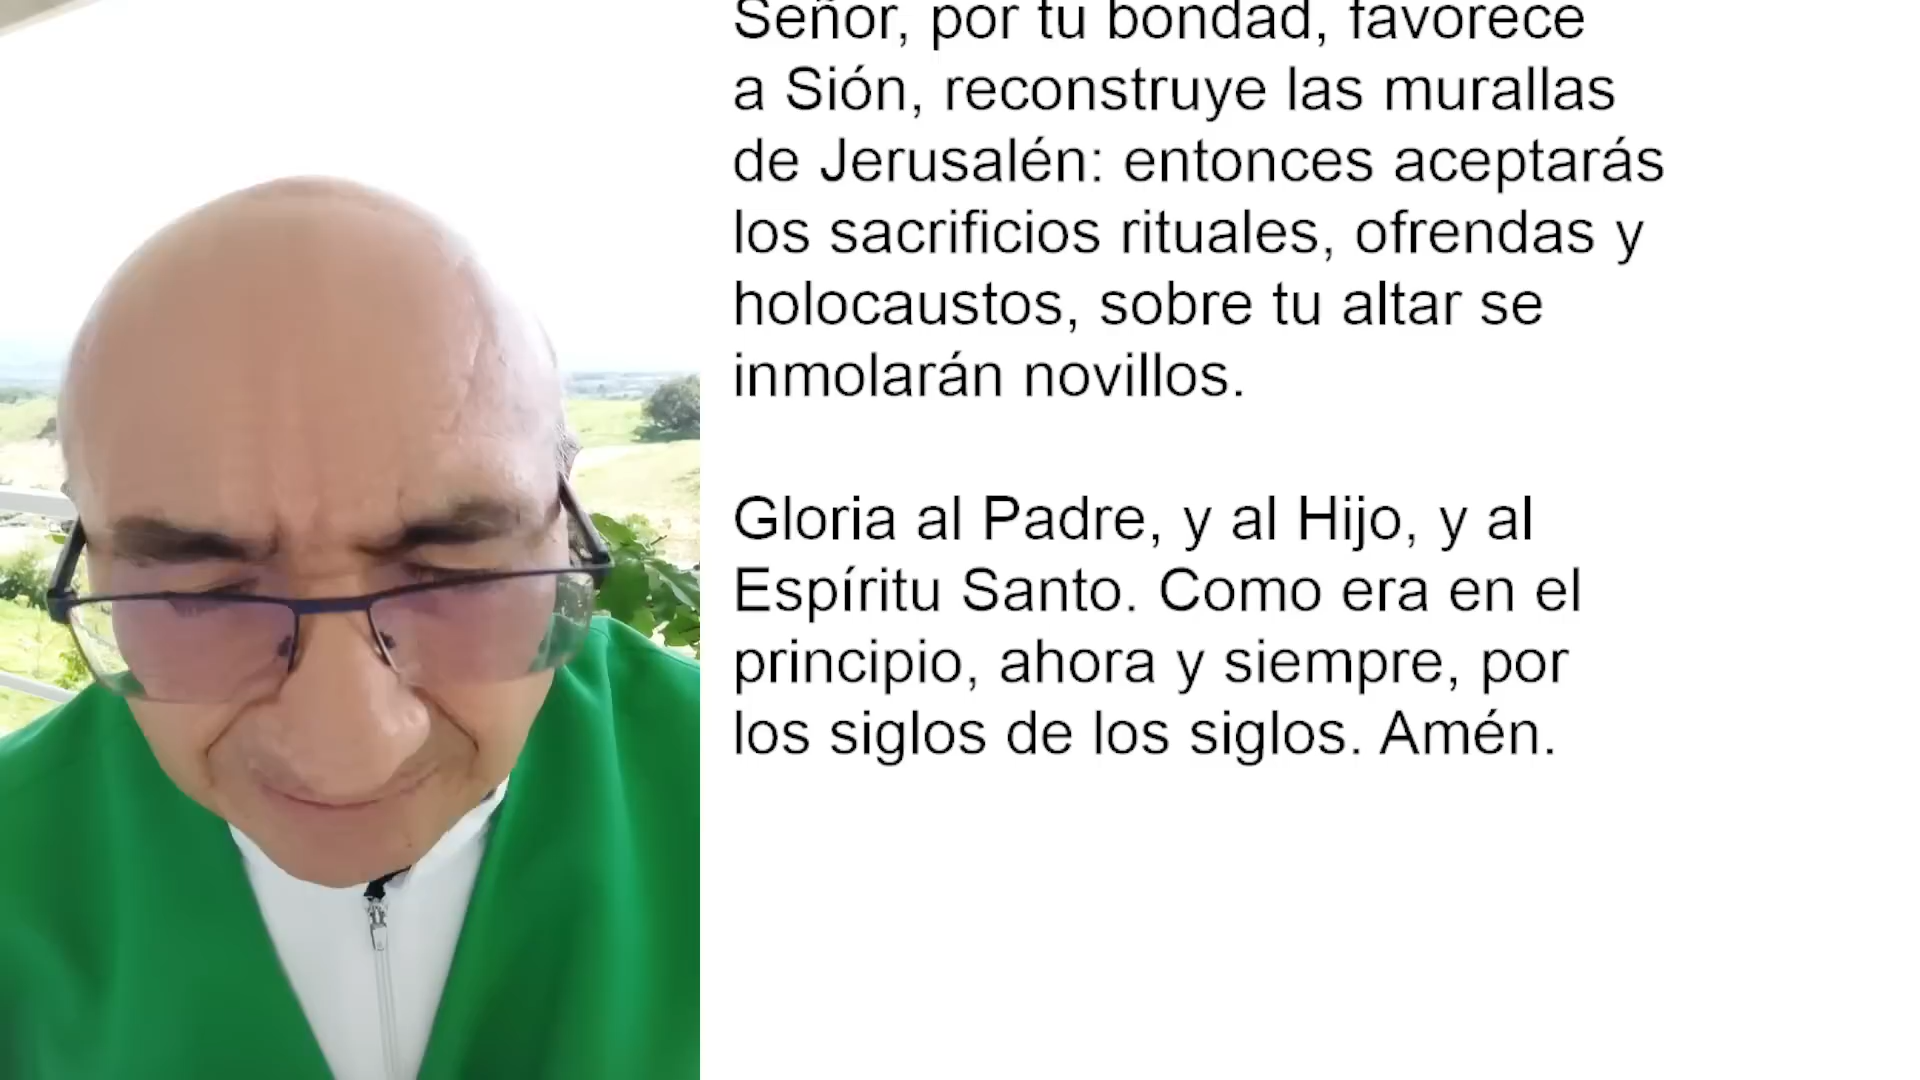 Señor, por tu bondad, favorece
a Sión, reconstruye las murallas
de Jerusalén: entonces aceptarás
los sacrificios rituales, ofrendas y
holocaustos, sobre tu altar se
inmolarán novillos.
Gloria al Padre, y al Hijo, y al
Espíritu Santo. Como era en el
principio, ahora y siempre, por
los siglos de los siglos. Amén.